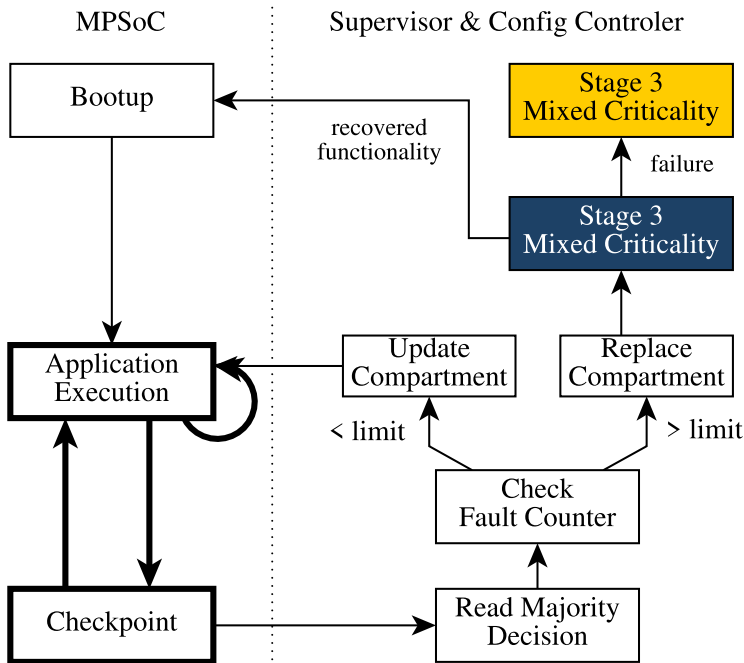 MPSoC
Supervisor & Config Controler
Bootup
Stage 3
Mixed Criticality
recovered
functionality
failure
Stage 3
Mixed Criticality
Application
Execution
Update
Compartment
Replace
Compartment
< limit
> limit
Check
Fault Counter
Checkpoint
Read Majority
Decision